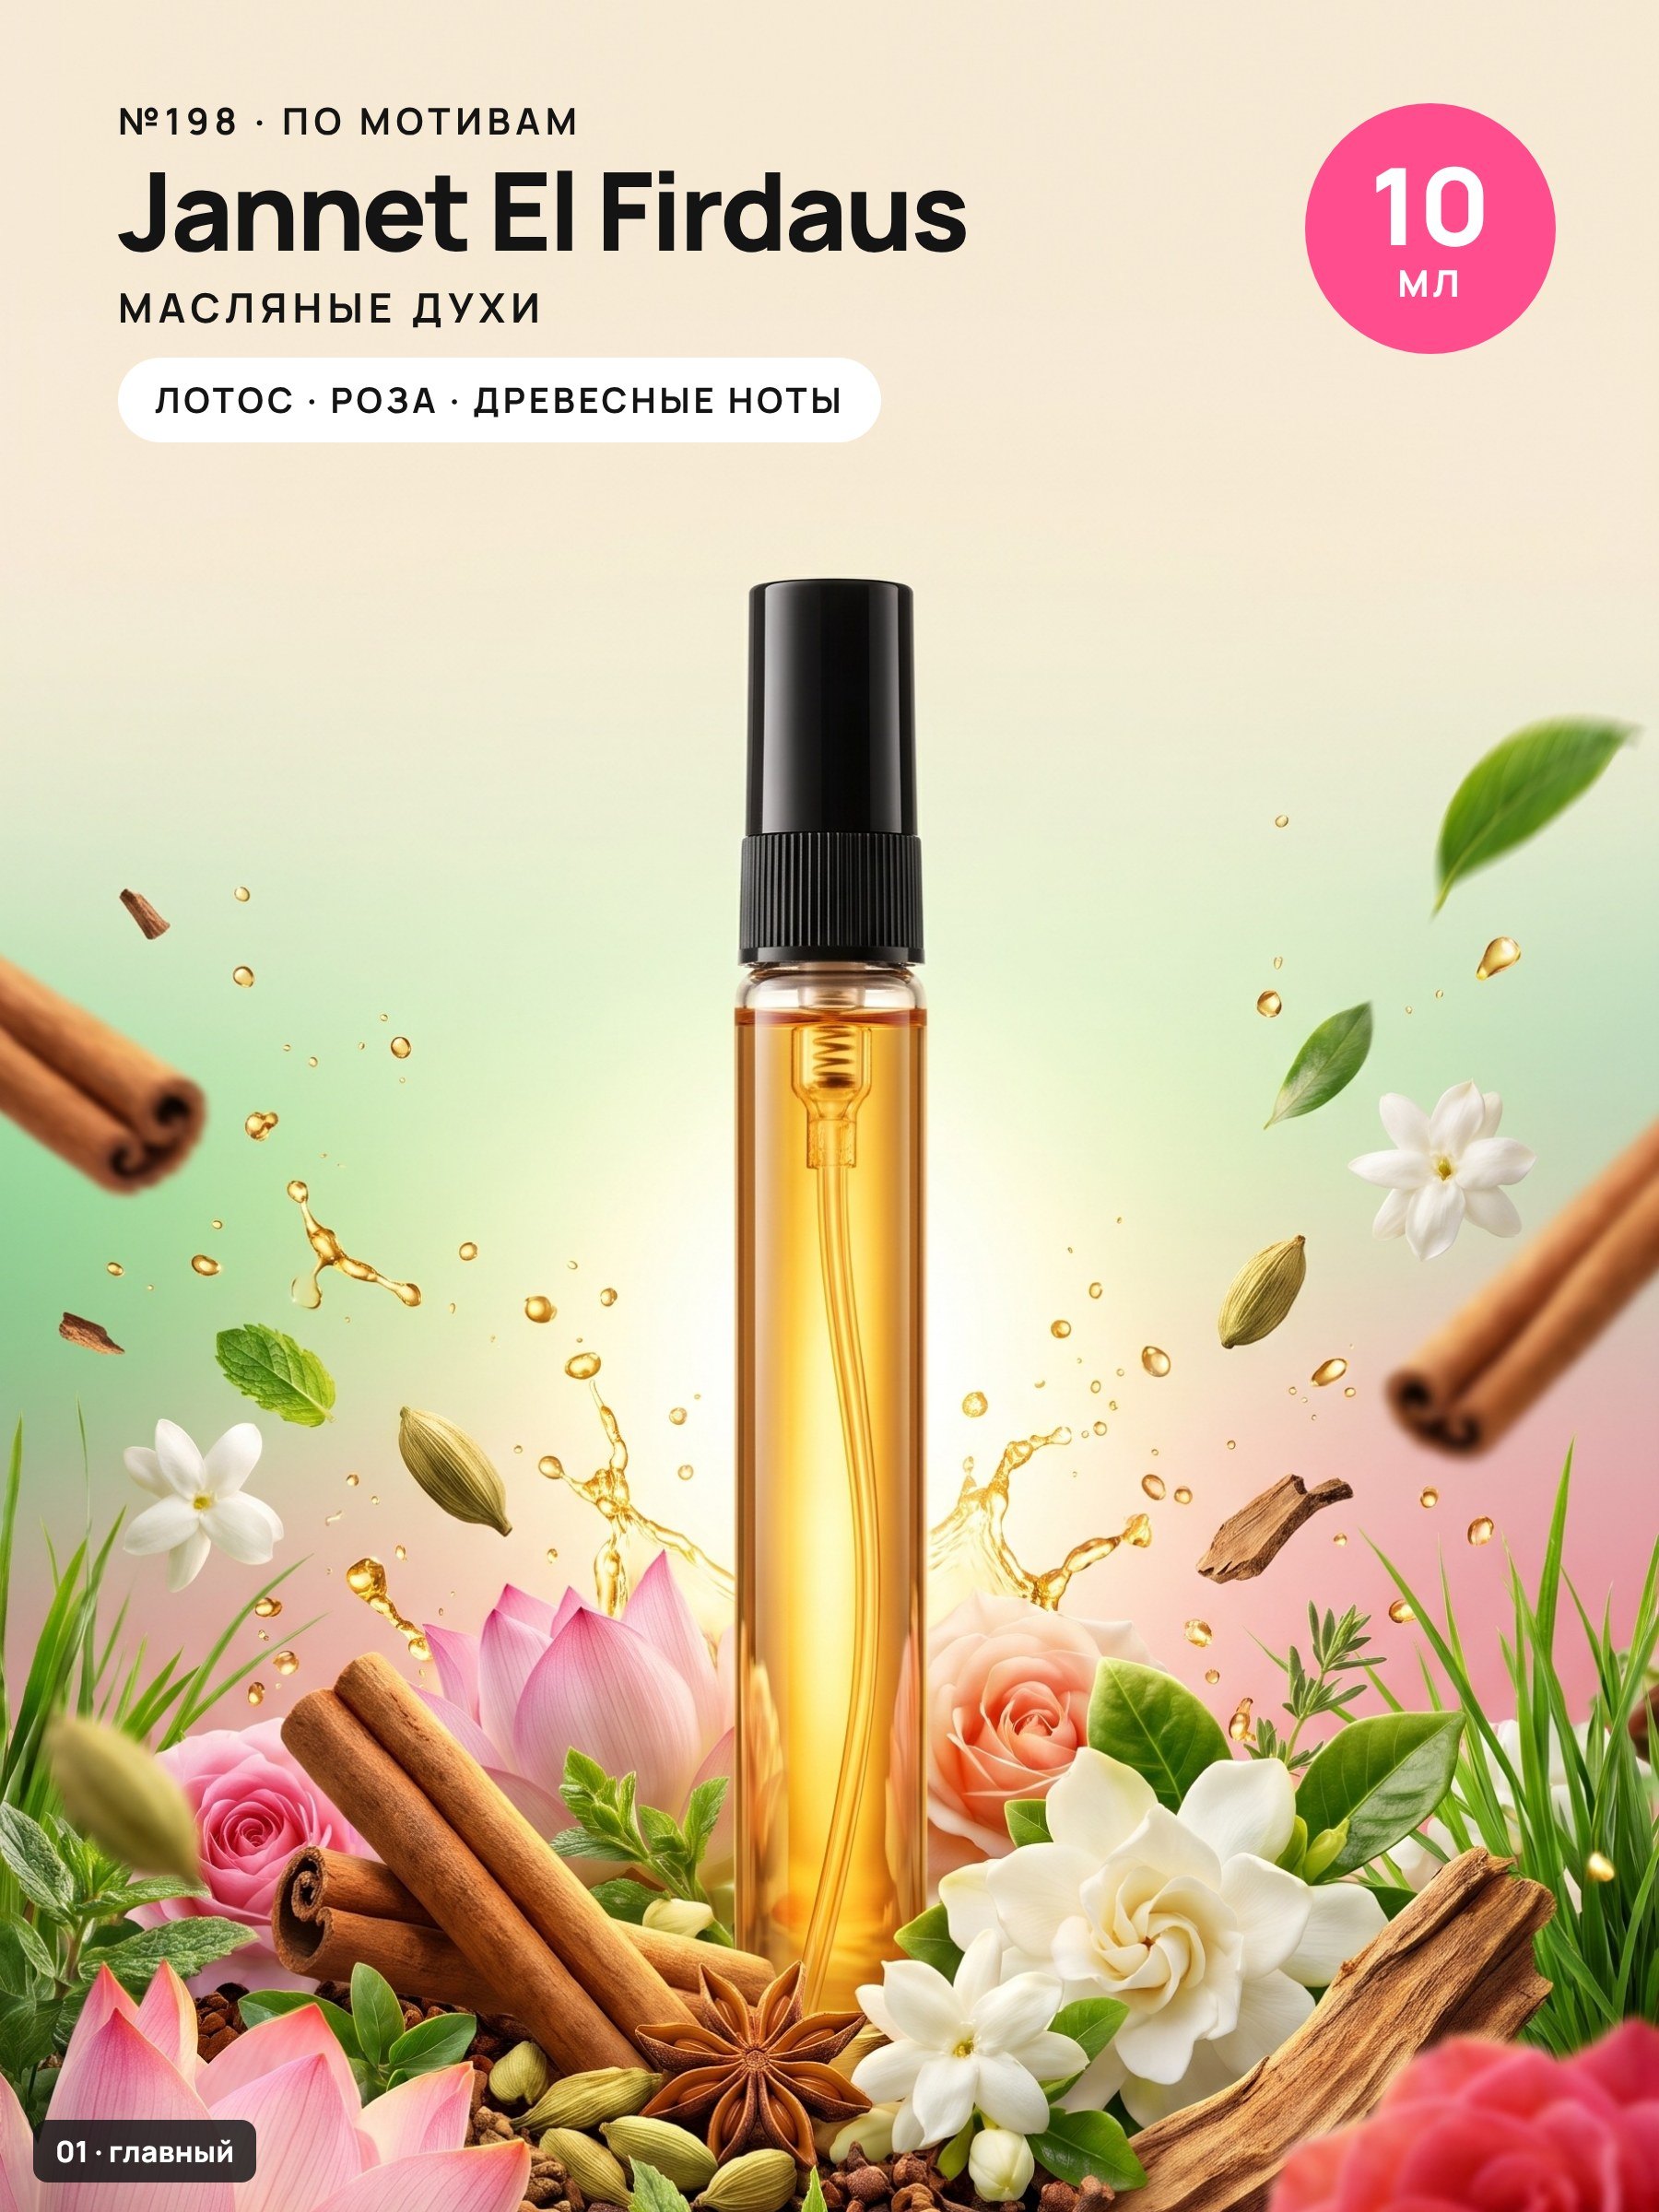 №198 · ПО МОТИВАМ
Jannet El Firdaus
МАСЛЯНЫЕ ДУХИ
ЛОТОС · РОЗА · ДРЕВЕСНЫЕ НОТЫ
10
МЛ
01 · главный